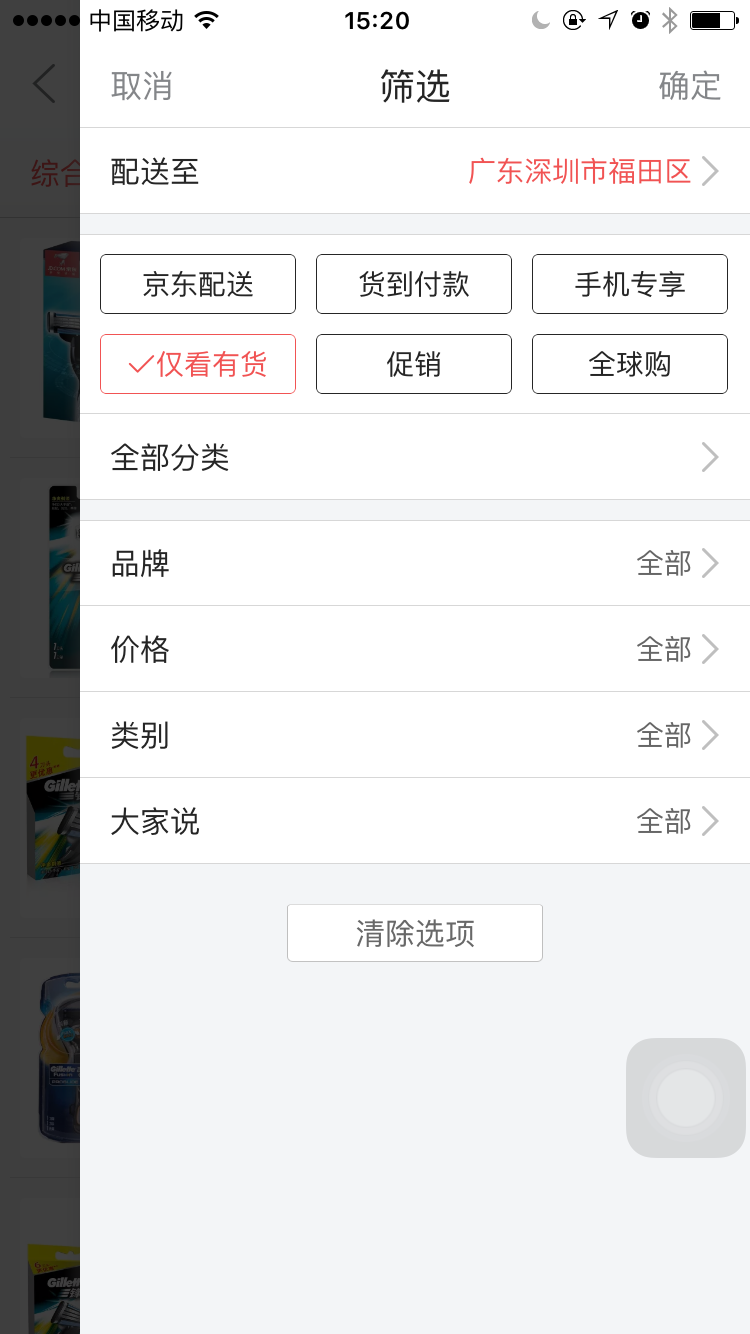 中国移动 15:20
取消 筛选 确定
综合
配送至 广东深圳市福田区
京东配送 货到付款 手机专享
仅看有货 促销 全球购
全部分类
品牌 全部
价格 全部
类别 全部
大家说 全部
清除选项